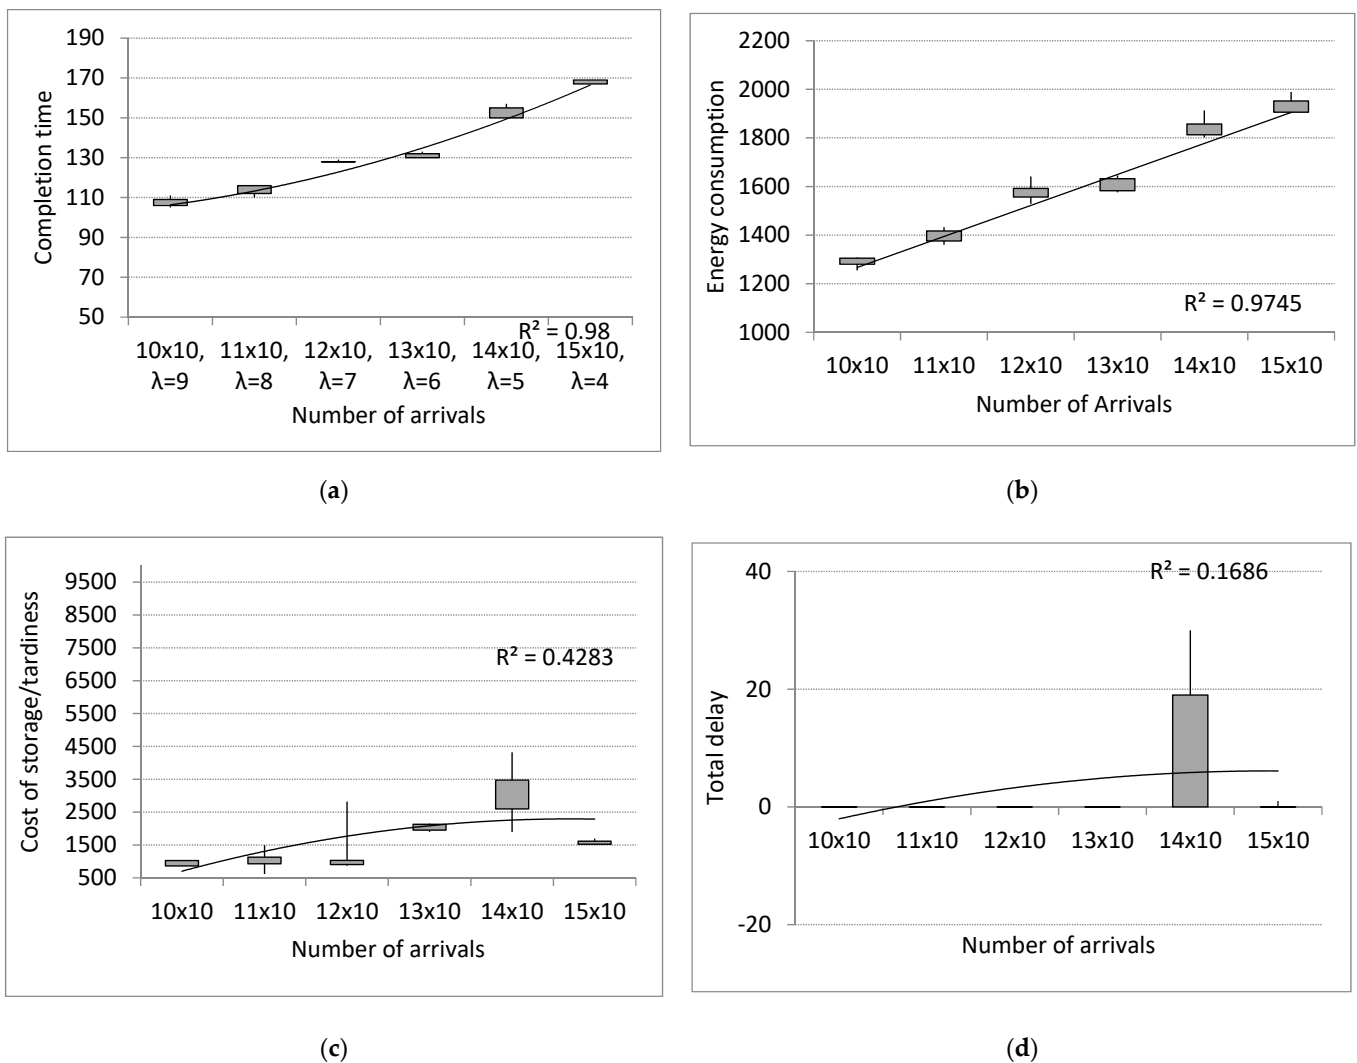 190
170
150
130
110
90
70
50
Completion time
R² = 0.98
10x10, 11x10, 12x10, 13x10, 14x10, 15x10,
λ=9 λ=8 λ=7 λ=6 λ=5 λ=4
Number of arrivals
(a)
2200
2000
1800
1600
1400
1200
1000
Energy consumption
R² = 0.9745
10x10 11x10 12x10 13x10 14x10 15x10
Number of Arrivals
(b)
9500
8500
7500
6500
5500
4500
3500
2500
1500
500
Cost of storage/tardiness
R² = 0.4283
10x10 11x10 12x10 13x10 14x10 15x10
Number of arrivals
(c)
40
20
0
-20
Total delay
R² = 0.1686
10x10 11x10 12x10 13x10 14x10 15x10
Number of arrivals
(d)